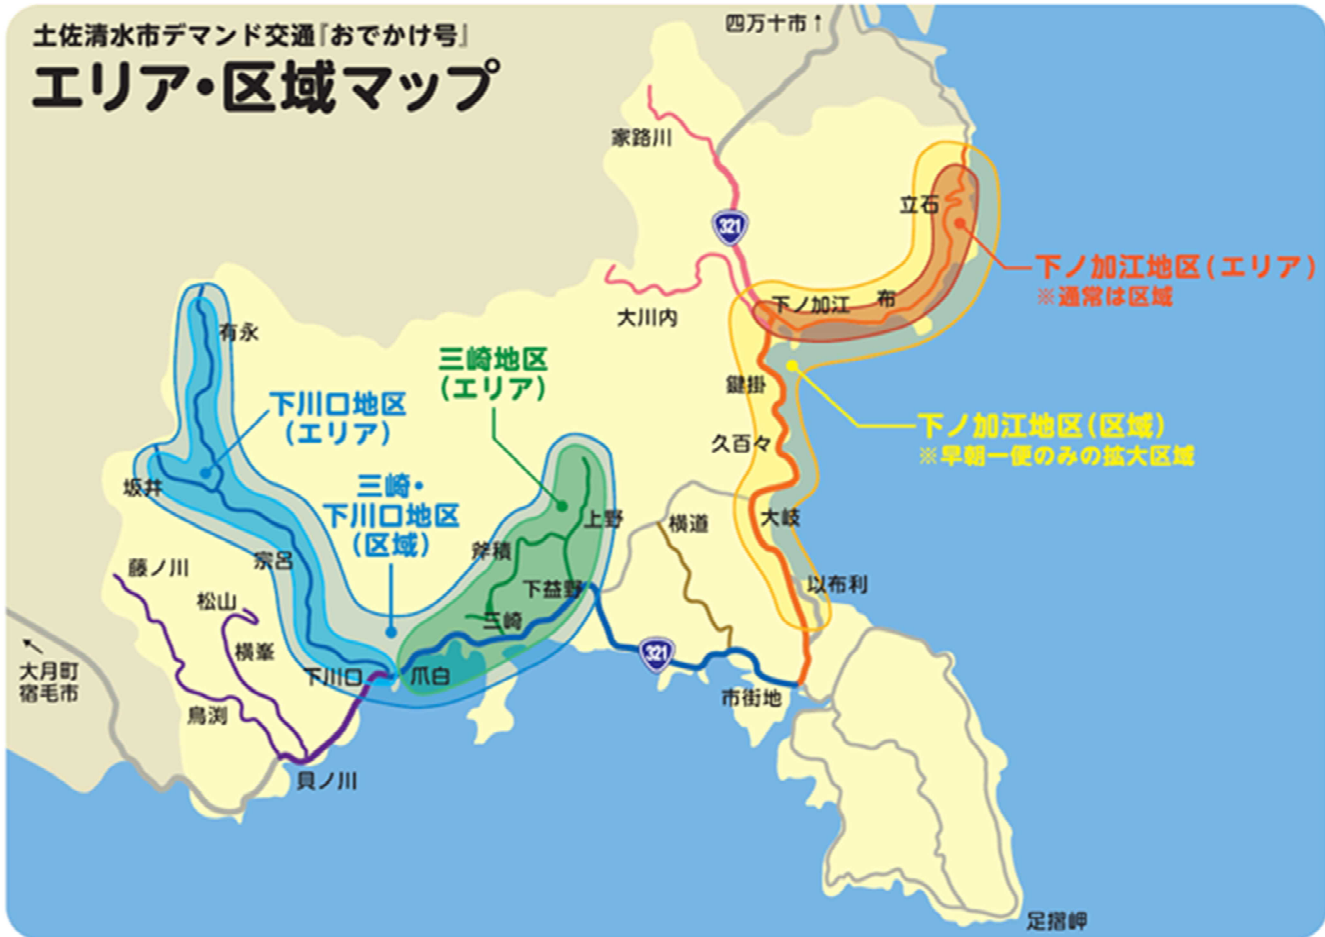 土佐清水市デマンド交通『おでかけ号』
エリア・区域マップ
四万十市↑
家路川
321
立石
下ノ加江地区(エリア)
※通常は区域
下ノ加江
布
大川内
有永
三崎地区
(エリア)
鍵掛
下川口地区
(エリア)
下ノ加江地区(区域)
※早朝一便のみの拡大区域
久百々
坂井
三崎・
下川口地区
(区域)
上野
横道
大岐
斧積
宗呂
藤ノ川
下益野
以布利
松山
三崎
横峯
321
大月町
宿毛市
下川口
爪白
市街地
鳥渕
貝ノ川
足摺岬